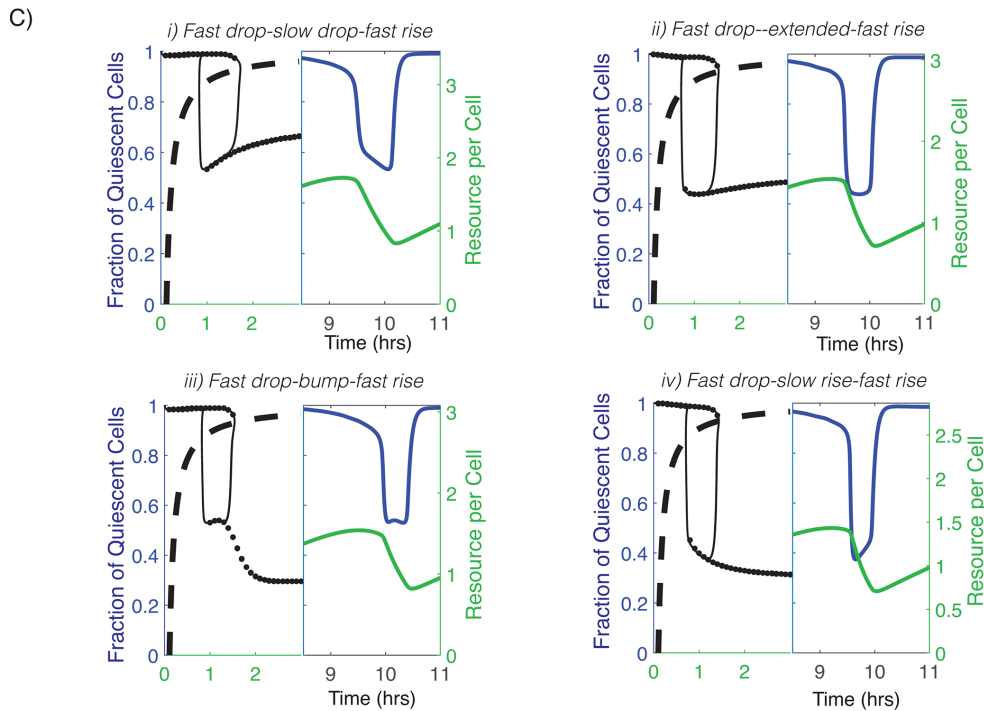 C)
i) Fast drop-slow drop-fast rise
Fraction of Quiescent Cells
1
0.8
0.6
0.4
0.2
0
0 1 2
9 10 11
Time (hrs)
3
2
1
0
Resource per Cell
ii) Fast drop--extended-fast rise
Fraction of Quiescent Cells
1
0.8
0.6
0.4
0.2
0
0 1 2
9 10 11
Time (hrs)
3
2
1
0
Resource per Cell
iii) Fast drop-bump-fast rise
Fraction of Quiescent Cells
1
0.8
0.6
0.4
0.2
0
0 1 2
9 10 11
Time (hrs)
3
2
1
0
Resource per Cell
iv) Fast drop-slow rise-fast rise
Fraction of Quiescent Cells
1
0.8
0.6
0.4
0.2
0
0 1 2
9 10 11
Time (hrs)
2.5
2
1.5
1
0.5
0
Resource per Cell